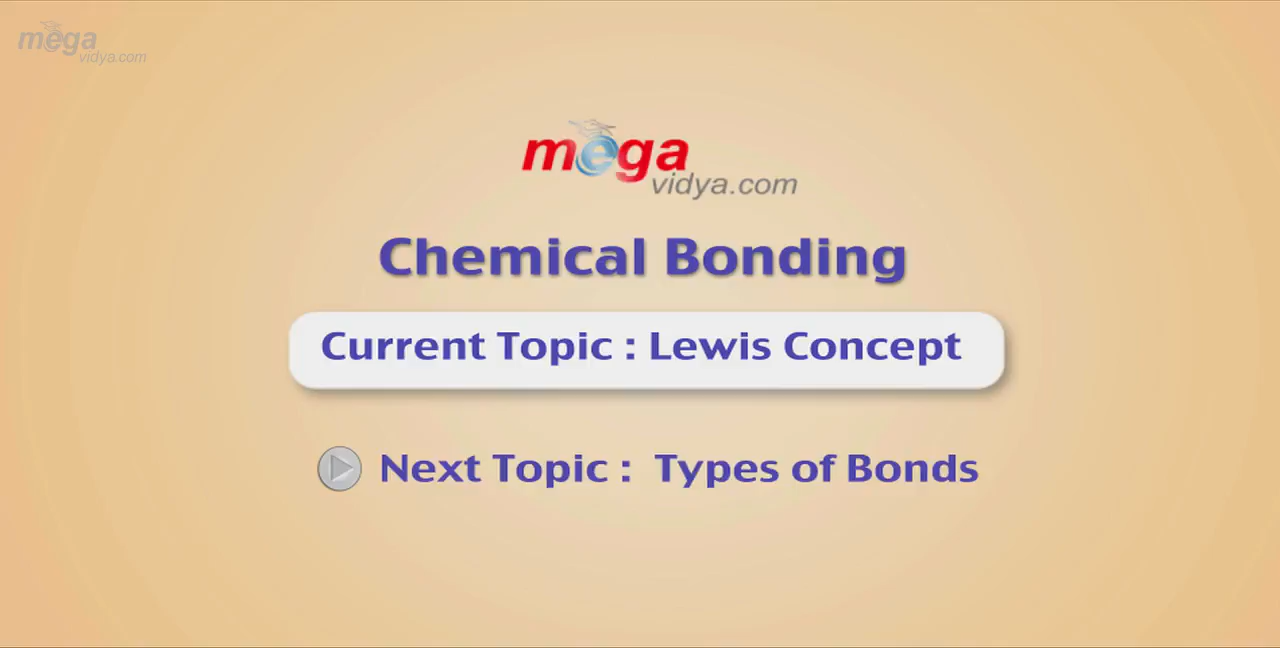 mega
vidya.com
mega
vidya.com
Chemical Bonding
Current Topic : Lewis Concept
Next Topic : Types of Bonds